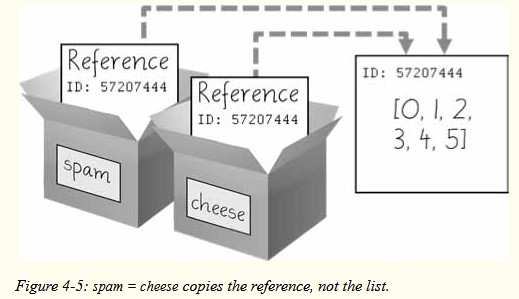 Reference
ID: 57207444
Reference
ID: 57207444
spam
cheese
ID: 57207444
[0, 1, 2,
3, 4, 5]
Figure 4-5: spam = cheese copies the reference, not the list.